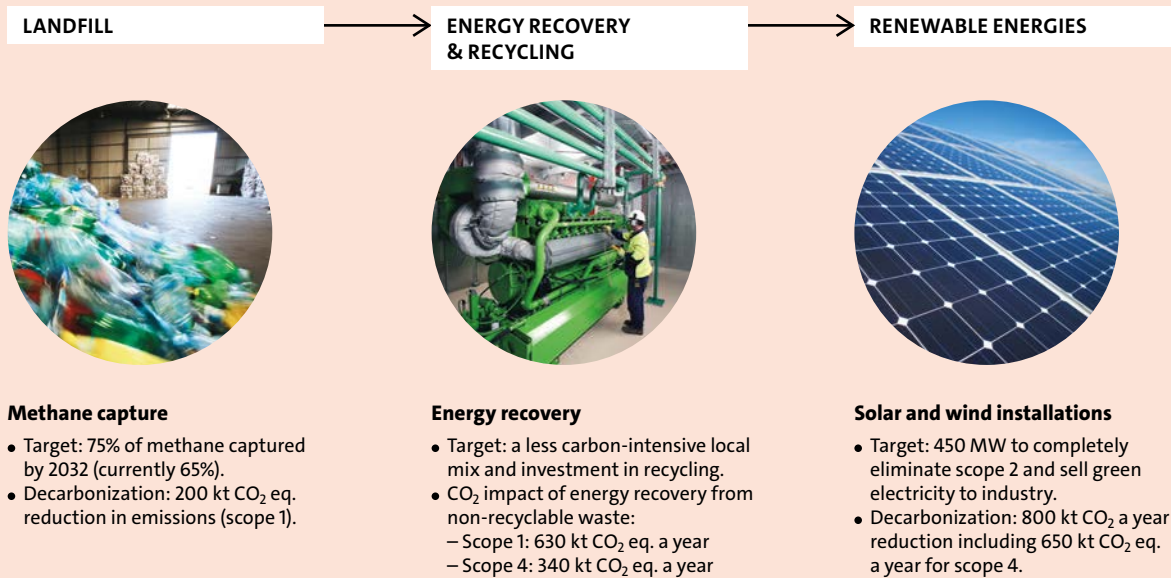 LANDFILL
ENERGY RECOVERY
& RECYCLING
RENEWABLE ENERGIES
Methane capture
• Target: 75% of methane captured
by 2032 (currently 65%).
• Decarbonization: 200 kt CO₂ eq.
reduction in emissions (scope 1).
Energy recovery
• Target: a less carbon-intensive local
mix and investment in recycling.
• CO₂ impact of energy recovery from
non-recyclable waste:
– Scope 1: 630 kt CO₂ eq. a year
– Scope 4: 340 kt CO₂ eq. a year
Solar and wind installations
• Target: 450 MW to completely
eliminate scope 2 and sell green
electricity to industry.
• Decarbonization: 800 kt CO₂ a year
reduction including 650 kt CO₂ eq.
a year for scope 4.